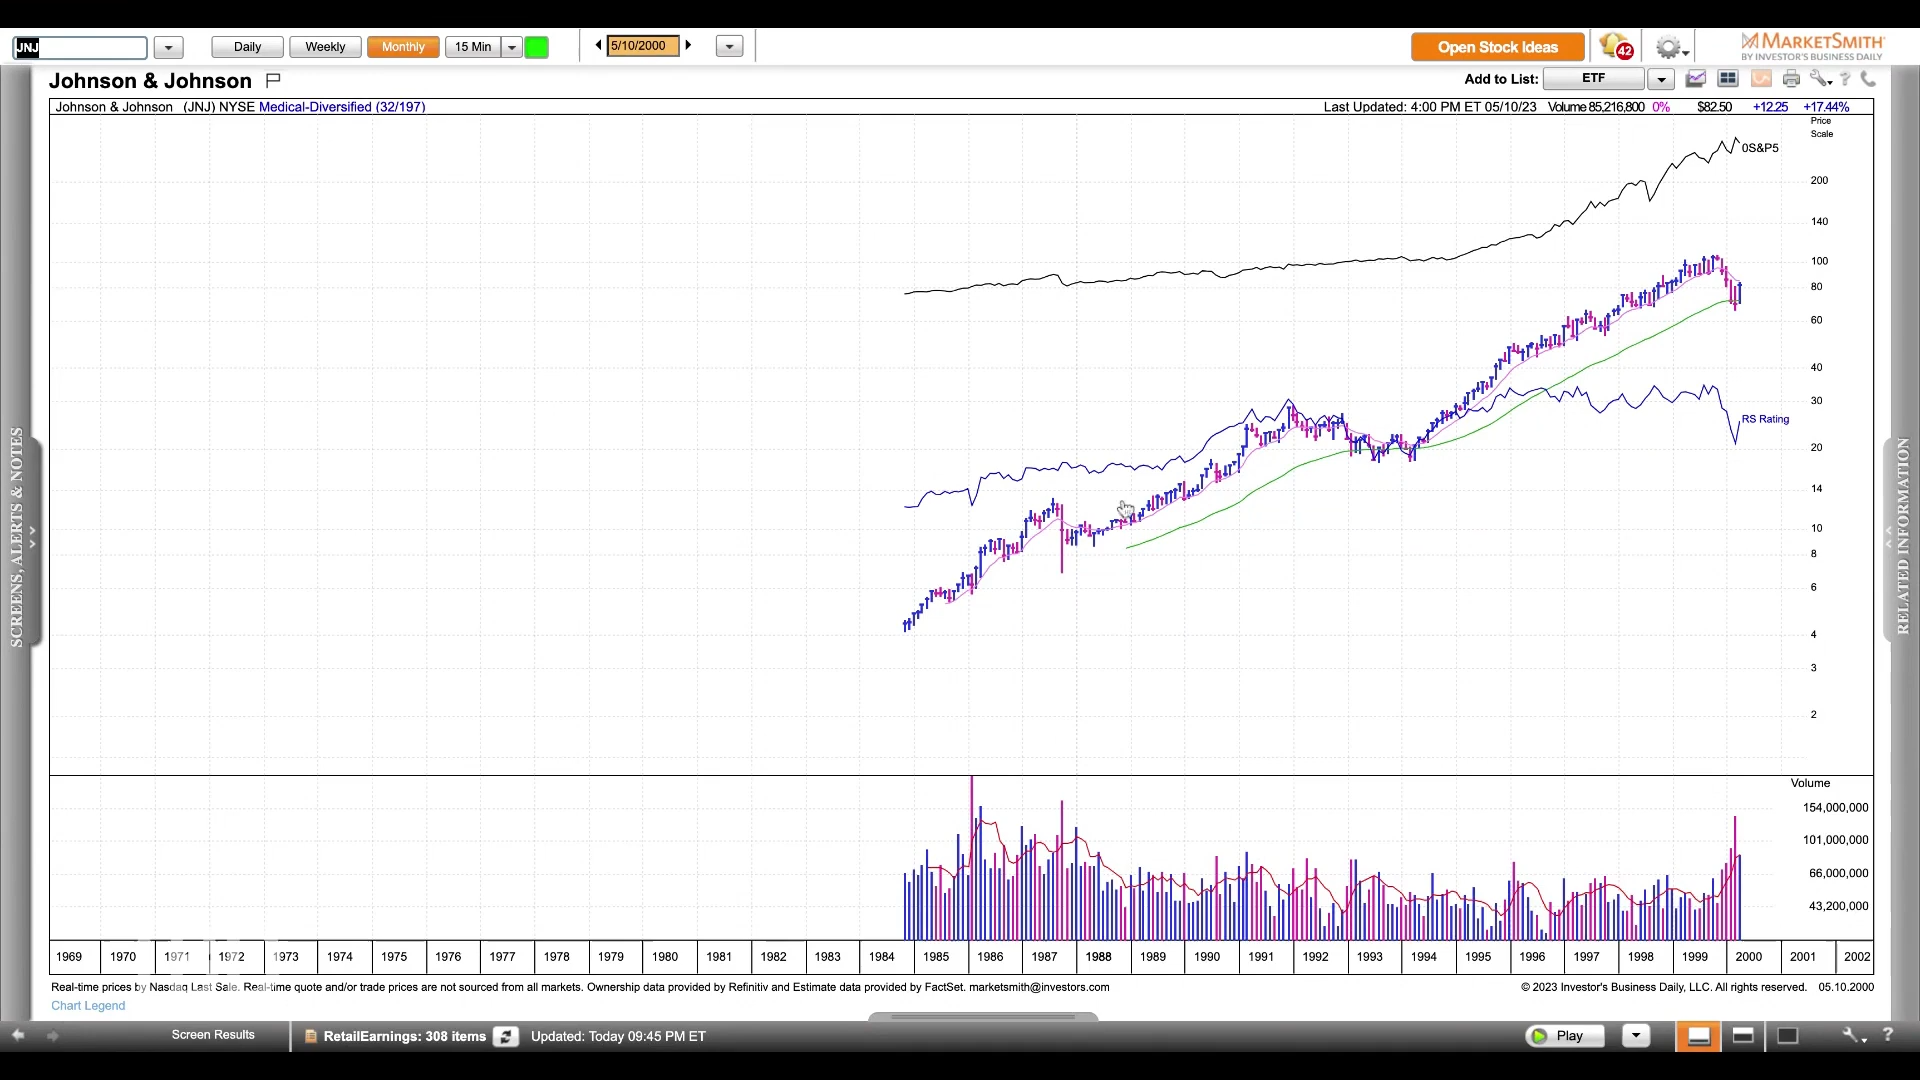 JNJ Daily Weekly Monthly 15 Min 5/10/2000 Open Stock Ideas 42 MARKETSMITH
BY INVESTOR'S BUSINESS DAILY
Johnson & Johnson Add to List: ETF ?
Johnson & Johnson (JNJ) NYSE Medical-Diversified (32/197) Last Updated: 4:00 PM ET 05/10/23 Volume 85,216,800 0% $82.50 +12.25 +17.44%
Price
Scale
0S&P5
200
140
100
80
60
40
30
RS Rating
20
14
10
8
6
4
3
2
SCREENS, ALERTS & NOTES
RELATED INFORMATION
Volume
154,000,000
101,000,000
66,000,000
43,200,000
1969 1970 1971 1972 1973 1974 1975 1976 1977 1978 1979 1980 1981 1982 1983 1984 1985 1986 1987 1988 1989 1990 1991 1992 1993 1994 1995 1996 1997 1998 1999 2000 2001 2002
Real-time prices by Nasdaq Last Sale. Real-time quote and/or trade prices are not sourced from all markets. Ownership data provided by Refinitiv and Estimate data provided by FactSet. marketsmith@investors.com © 2023 Investor's Business Daily, LLC. All rights reserved. 05.10.2000
Chart Legend
Screen Results RetailEarnings: 308 items Updated: Today 09:45 PM ET Play ?